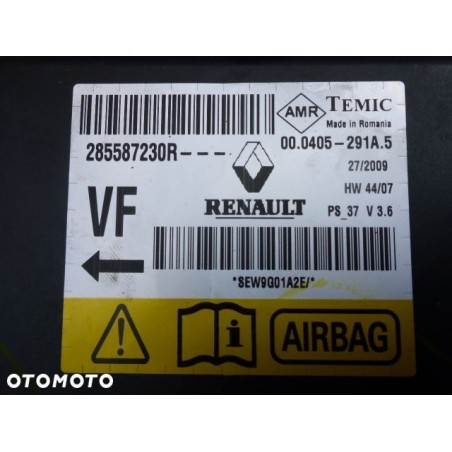 AMR TEMIC
Made in Romania
285587230R--- 00.0405-291A.5
27/2009
VF RENAULT HW 44/07
PS_37 V 3.6
*SEW9G01A2E/*
AIRBAG
OTOMOTO